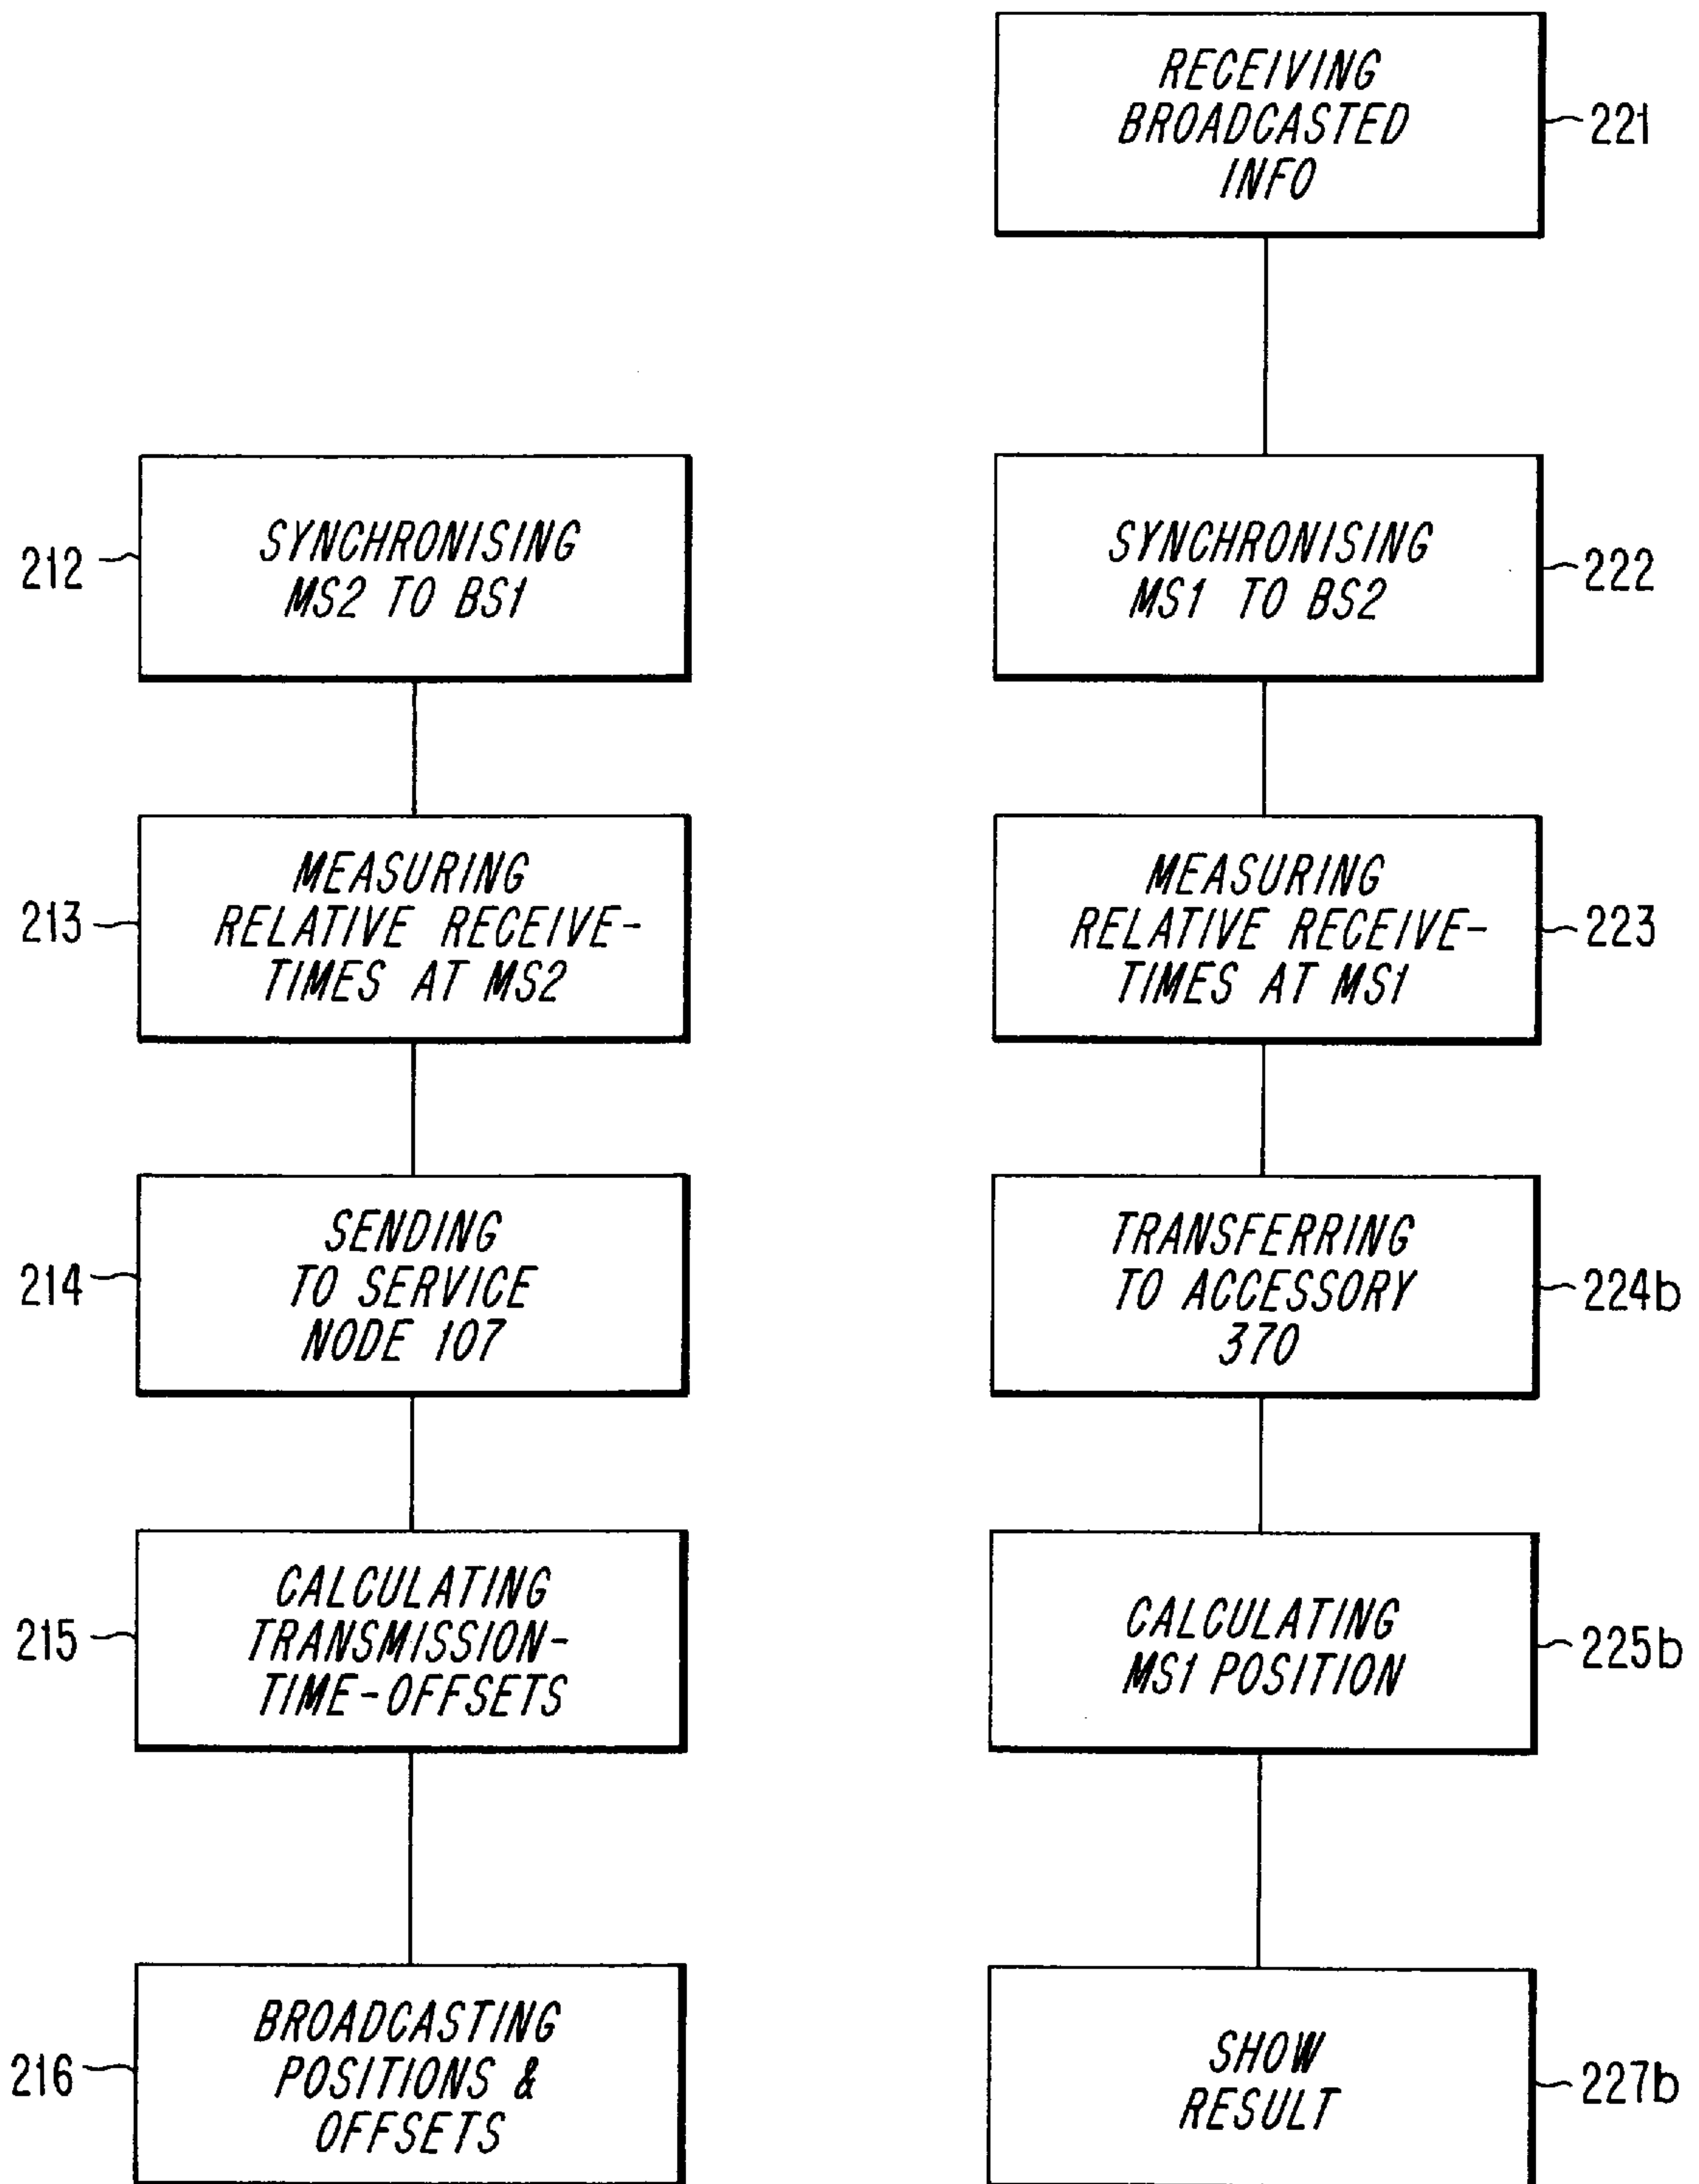 RECEIVING
BROADCASTED
INFO
221
212
SYNCHRONISING
MS2 TO BS1
SYNCHRONISING
MS1 TO BS2
222
213
MEASURING
RELATIVE RECEIVE-
TIMES AT MS2
MEASURING
RELATIVE RECEIVE-
TIMES AT MS1
223
214
SENDING
TO SERVICE
NODE 107
TRANSFERRING
TO ACCESSORY
370
224b
215
CALCULATING
TRANSMISSION-
TIME-OFFSETS
CALCULATING
MS1 POSITION
225b
216
BROADCASTING
POSITIONS &
OFFSETS
SHOW
RESULT
227b